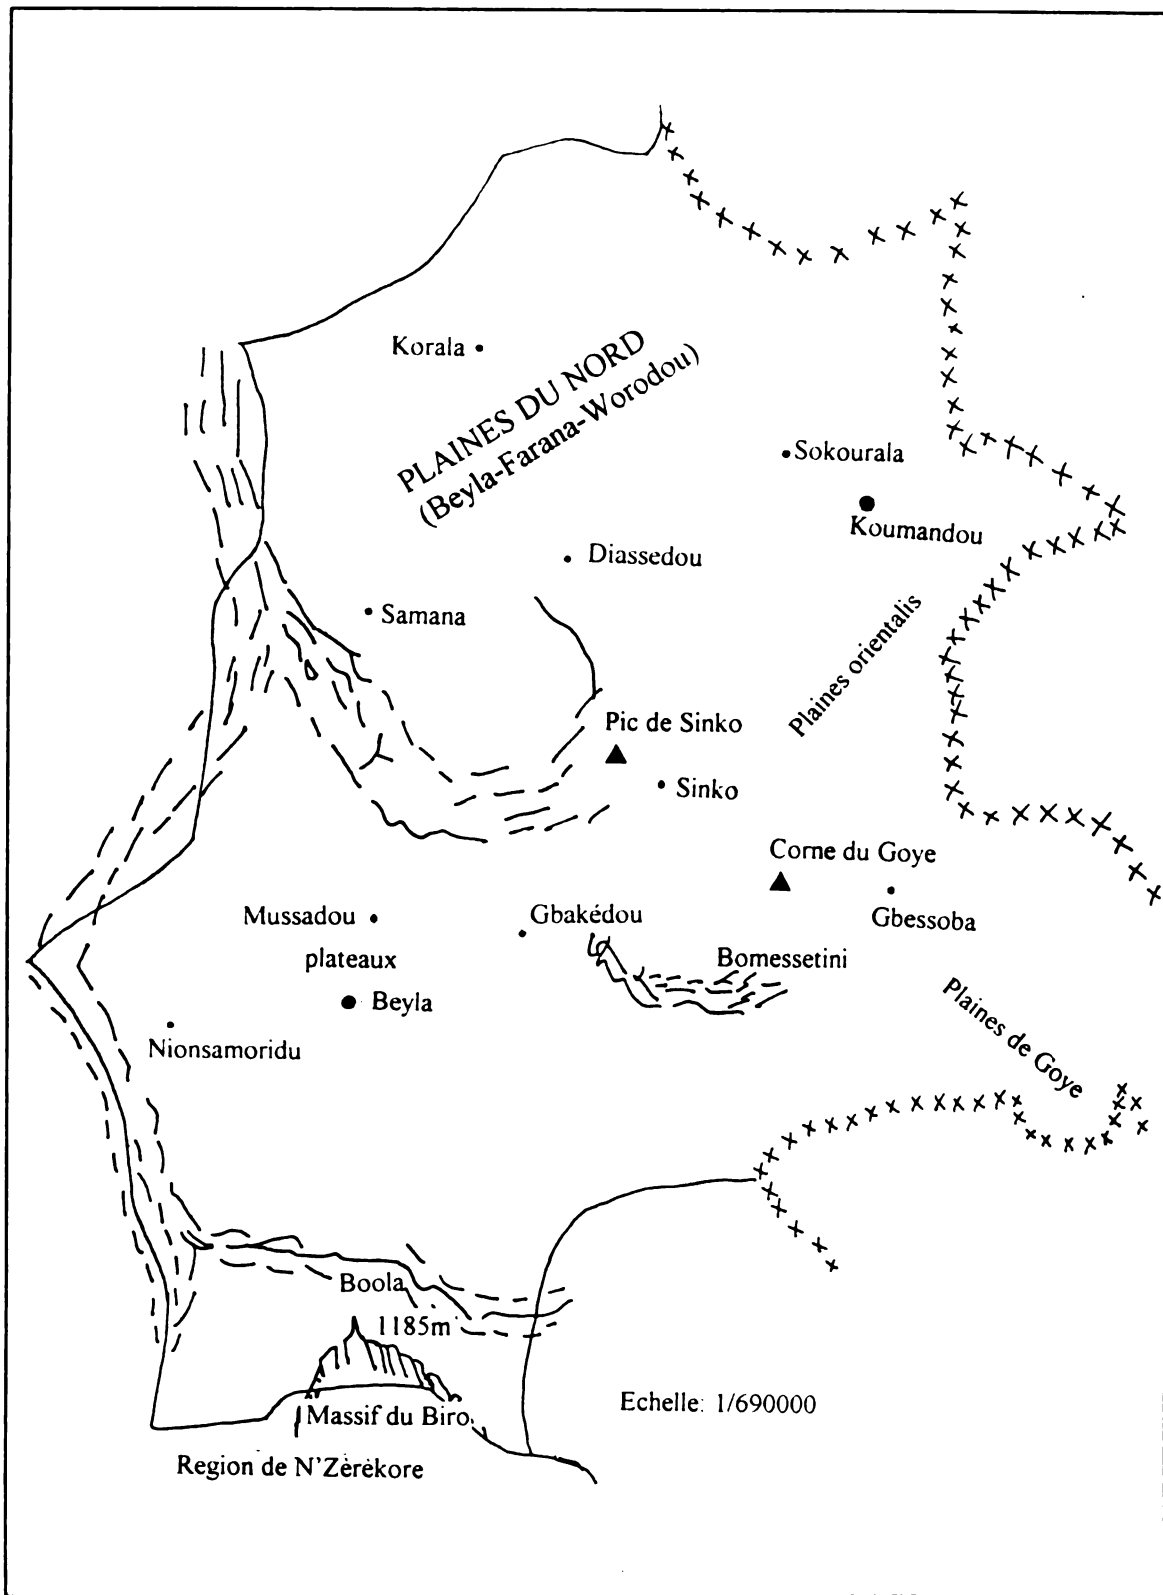 Korala
PLAINES DU NORD
(Beyla-Farana-Worodou)
Sokourala
Koumandou
Diassedou
Samana
Plaines orientalis
Pic de Sinko
Sinko
Corne du Goye
Gbessoba
Mussadou
Gbakédou
plateaux
Bomessetini
Beyla
Plaines de Goye
Nionsamoridu
Boola
1185m
Echelle: 1/690000
Massif du Biro
Region de N'Zérékore